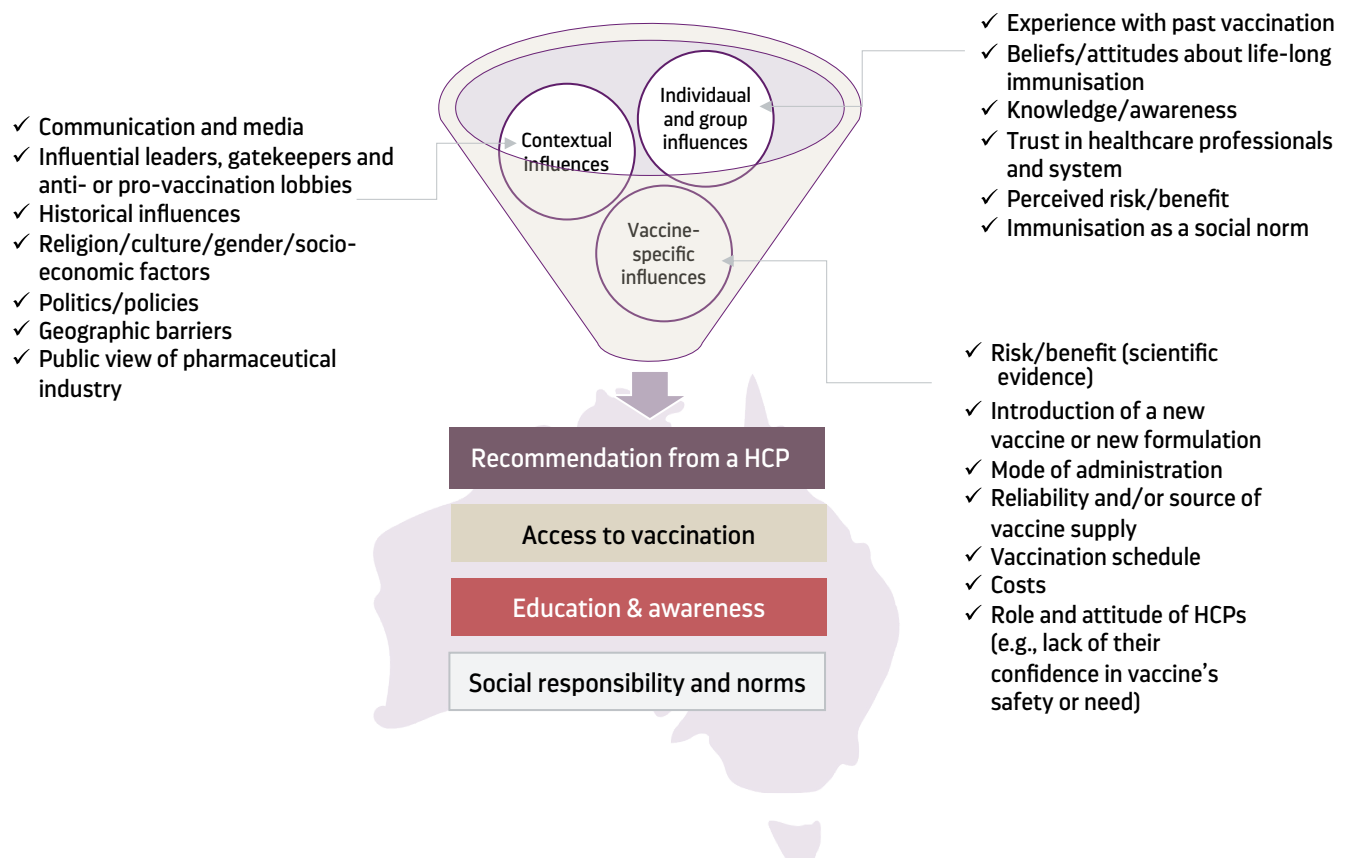 ✓ Communication and media
✓ Influential leaders, gatekeepers and
anti- or pro-vaccination lobbies
✓ Historical influences
✓ Religion/culture/gender/socio-
economic factors
✓ Politics/policies
✓ Geographic barriers
✓ Public view of pharmaceutical
industry
Contextual
influences
Individaual
and group
influences
Vaccine-
specific
influences
✓ Experience with past vaccination
✓ Beliefs/attitudes about life-long
immunisation
✓ Knowledge/awareness
✓ Trust in healthcare professionals
and system
✓ Perceived risk/benefit
✓ Immunisation as a social norm
✓ Risk/benefit (scientific
evidence)
✓ Introduction of a new
vaccine or new formulation
✓ Mode of administration
✓ Reliability and/or source of
vaccine supply
✓ Vaccination schedule
✓ Costs
✓ Role and attitude of HCPs
(e.g., lack of their
confidence in vaccine's
safety or need)
Recommendation from a HCP
Access to vaccination
Education & awareness
Social responsibility and norms